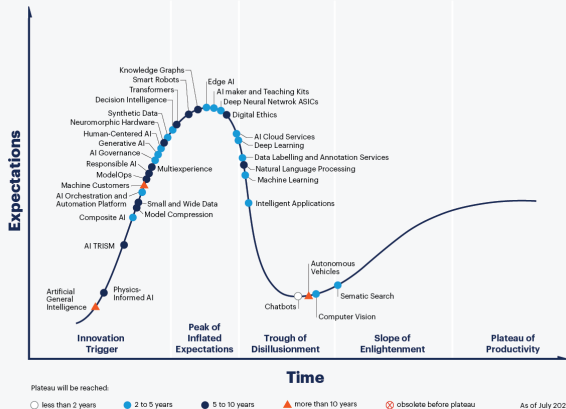 Knowledge Graphs
Smart Robots
Transformers
Decision Intelligence
Synthetic Data
Neuromorphic Hardware
Human-Centered AI
Generative AI
AI Governance
Responsible AI
ModelOps
Machine Customers
AI Orchestration and
Automation Platform
Composite AI
AI TRISM
Artificial
General
Intelligence
Physics-
Informed AI
Multiexperience
Small and Wide Data
Model Compression
Edge AI
AI maker and Teaching Kits
Deep Neural Netwrok ASICs
Digital Ethics
AI Cloud Services
Deep Learning
Data Labelling and Annotation Services
Natural Language Processing
Machine Learning
Intelligent Applications
Autonomous
Vehicles
Chatbots
Sematic Search
Computer Vision
Expectations
Innovation
Trigger
Peak of
Inflated
Expectations
Trough of
Disillusionment
Slope of
Enlightenment
Plateau of
Productivity
Time
Plateau will be reached:
less than 2 years
2 to 5 years
5 to 10 years
more than 10 years
obsolete before plateau
As of July 202